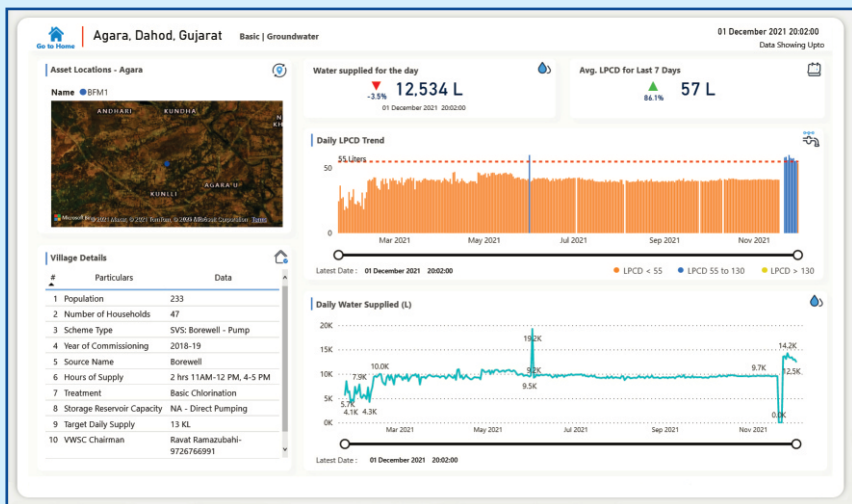 Go to Home
Agara, Dahod, Gujarat
Basic | Groundwater
01 December 2021 20:02:00
Data Showing Upto
Asset Locations - Agara
Name BFM1
ANDHARI
KUNDHA
N
KUNLLI
AGARA'U
Terms
Water supplied for the day
-3.5%
12,534 L
01 December 2021 20:02:00
Avg. LPCD for Last 7 Days
86.1%
57 L
Daily LPCD Trend
55 Liters
50
0
Mar 2021 May 2021 Jul 2021 Sep 2021 Nov 2021
Latest Date : 01 December 2021 20:02:00
LPCD < 55 LPCD 55 to 130 LPCD > 130
Village Details
# Particulars Data
1 Population 233
2 Number of Households 47
3 Scheme Type SVS: Borewell - Pump
4 Year of Commissioning 2018-19
5 Source Name Borewell
6 Hours of Supply 2 hrs 11AM-12 PM, 4-5 PM
7 Treatment Basic Chlorination
8 Storage Reservoir Capacity NA - Direct Pumping
9 Target Daily Supply 13 KL
10 VWSC Chairman Ravat Ramazubahi-
9726766991
Daily Water Supplied (L)
20K
15K
10K
5K
0K
5.7K
7.9K
4.1K
4.3K
10.0K
19.2K
9.2K
9.5K
9.7K
0.0K
14.2K
12.5K
Mar 2021 May 2021 Jul 2021 Sep 2021 Nov 2021
Latest Date : 01 December 2021 20:02:00